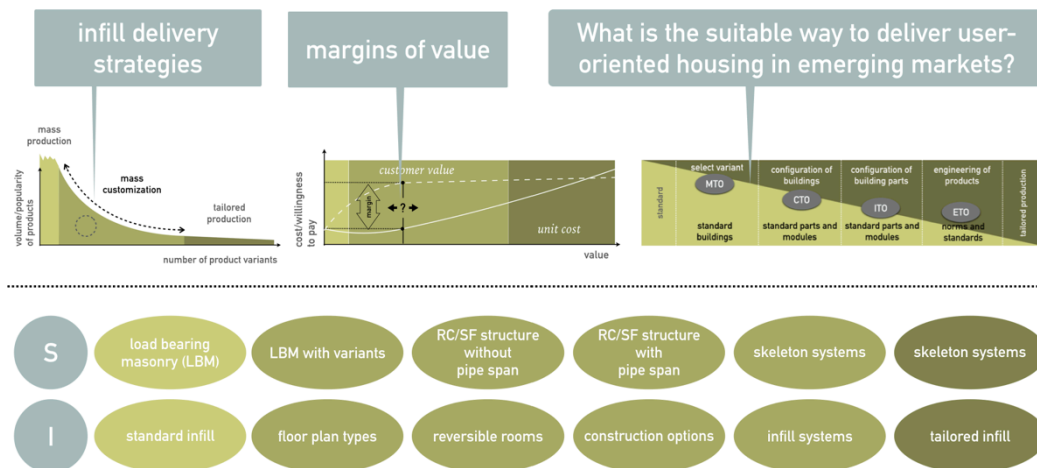 infill delivery
strategies
margins of value
What is the suitable way to deliver user-
oriented housing in emerging markets?
mass
production
mass
customization
tailored
production
volume/popularity
of products
number of product variants
customer value
margin
?
unit cost
cost/willingness
to pay
value
standard
select variant
MTO
standard
buildings
configuration of
buildings
CTO
standard parts and
modules
configuration of
building parts
ITO
standard parts and
modules
engineering of
products
ETO
norms and
standards
tailored production
S
load bearing
masonry (LBM)
LBM with variants
RC/SF structure
without
pipe span
RC/SF structure
with
pipe span
skeleton systems
skeleton systems
I
standard infill
floor plan types
reversible rooms
construction options
infill systems
tailored infill